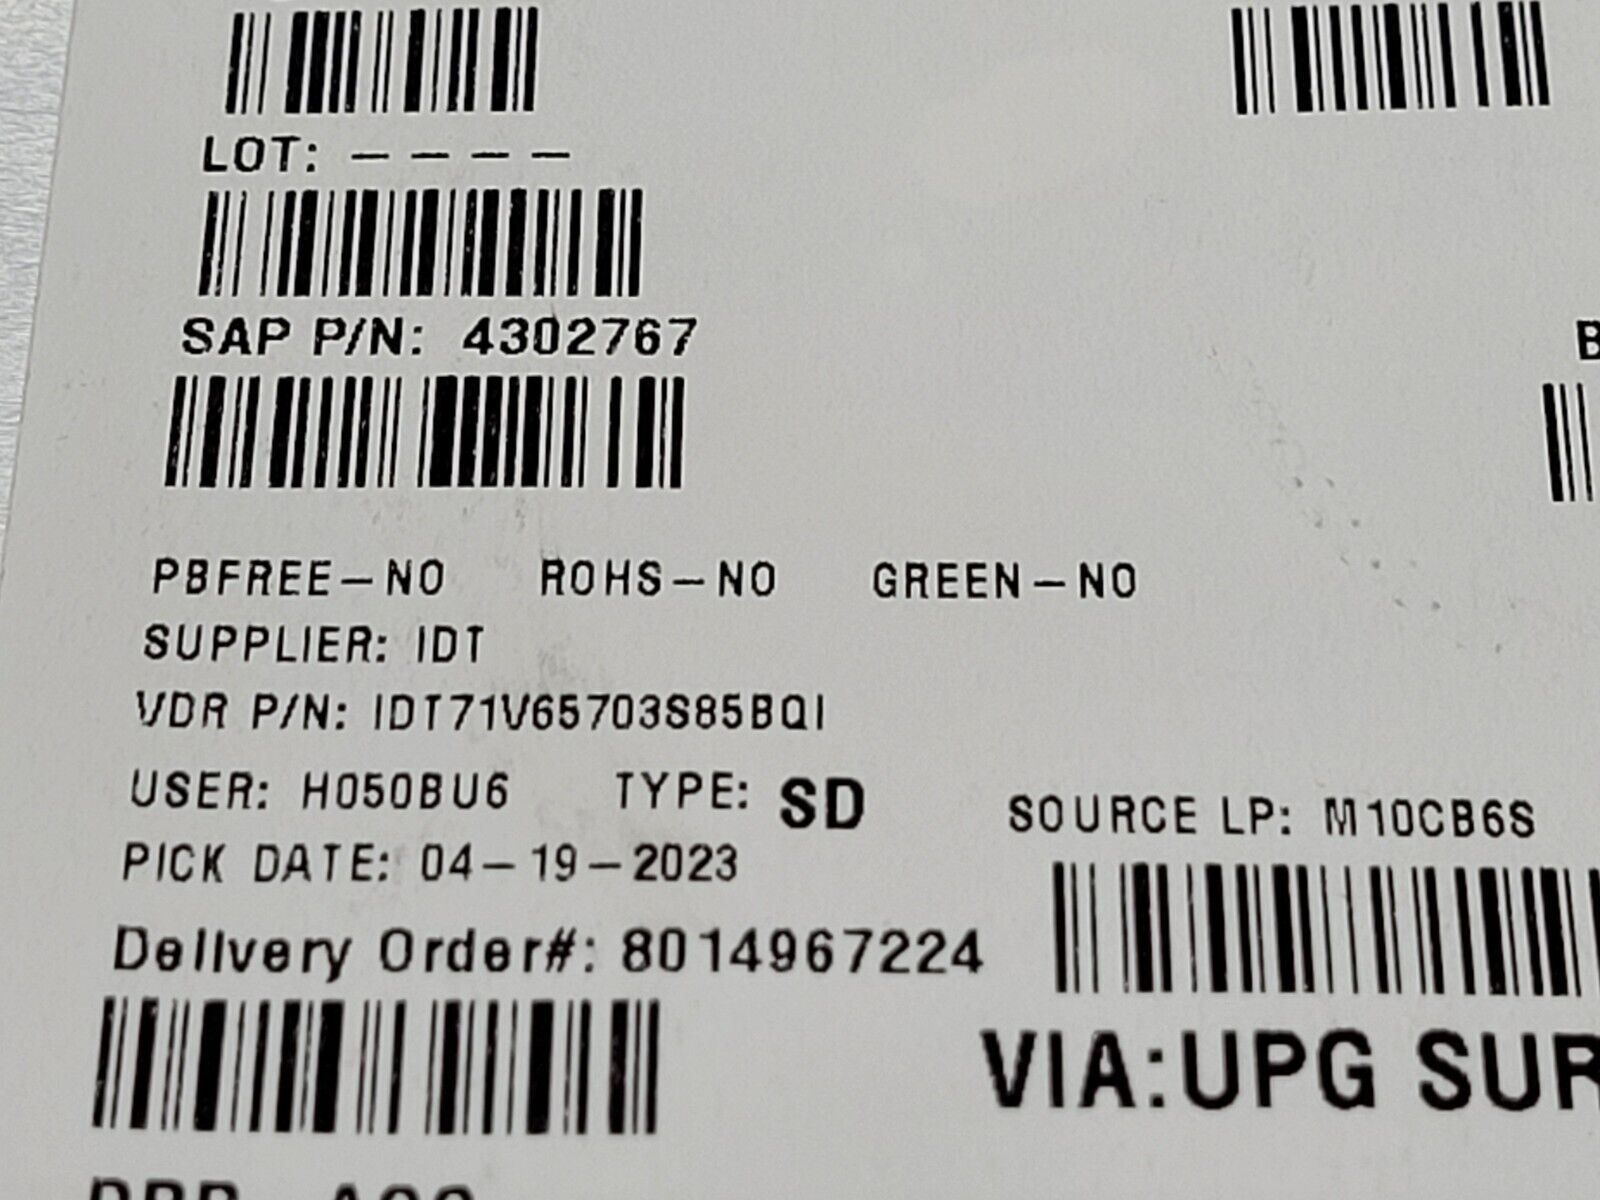 LOT: – – – –
SAP P/N: 4302767
B
PBFREE–NO ROHS–NO GREEN–NO
SUPPLIER: IDT
VDR P/N: IDT71V65703S85BQI
USER: H050BU6 TYPE: SD
SOURCE LP: M10CB6S
PICK DATE: 04–19–2023
Delivery Order#: 8014967224
VIA:UPG SUR